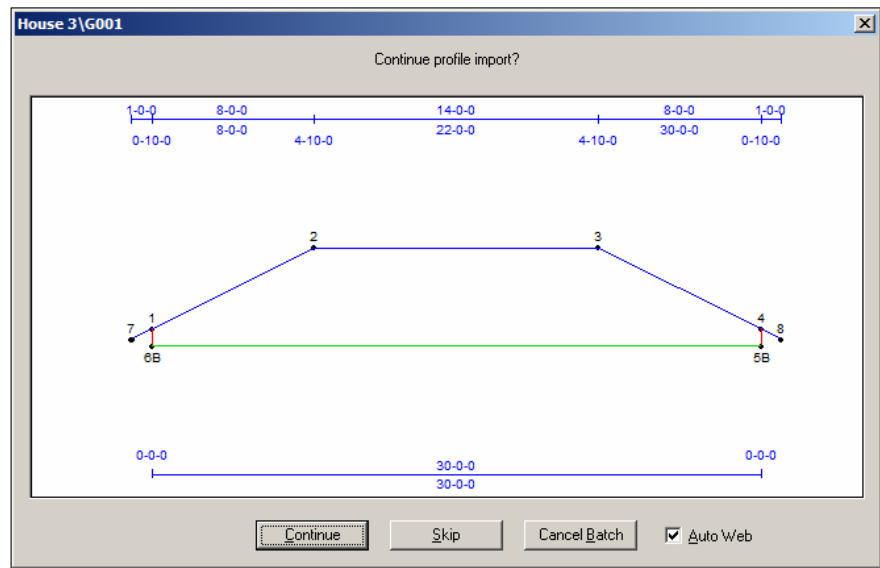 House 3\G001
Continue profile import?
1-0-0 8-0-0 14-0-0 8-0-0 1-0-0
8-0-0 22-0-0 30-0-0
0-10-0 4-10-0 4-10-0 0-10-0
2 3
1 4
7 8
6B 5B
0-0-0 0-0-0
30-0-0
30-0-0
Continue Skip Cancel Batch Auto Web